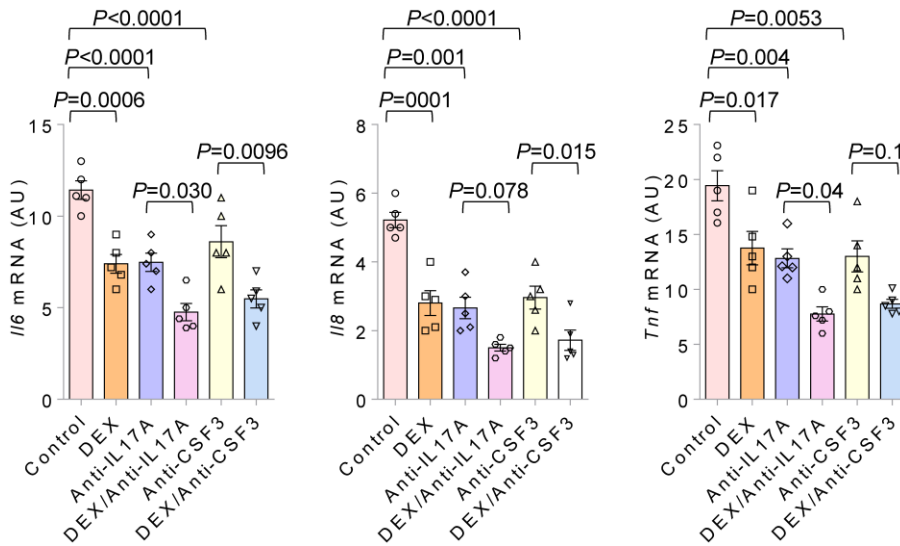 P<0.0001
P<0.0001
P=0.0006
P=0.0096
P=0.030
15
10
5
0
Il6 mRNA (AU)
Control
DEX
Anti-IL17A
DEX/Anti-IL17A
Anti-CSF3
DEX/Anti-CSF3
P<0.0001
P=0.001
P=0001
P=0.015
P=0.078
8
6
4
2
0
Il8 mRNA (AU)
Control
DEX
Anti-IL17A
DEX/Anti-IL17A
Anti-CSF3
DEX/Anti-CSF3
P=0.0053
P=0.004
P=0.017
P=0.1
P=0.04
25
20
15
10
5
0
Tnf mRNA (AU)
Control
DEX
Anti-IL17A
DEX/Anti-IL17A
Anti-CSF3
DEX/Anti-CSF3